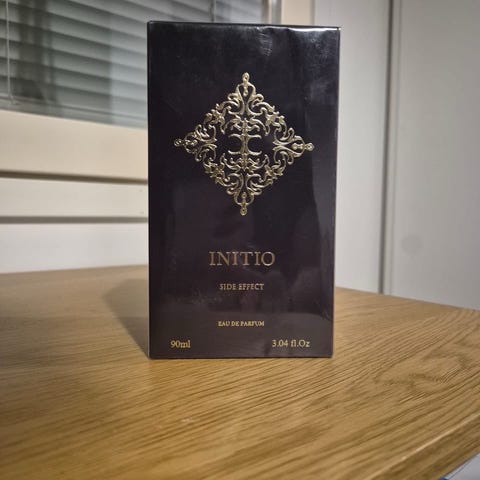 INITIO
SIDE EFFECT
EAU DE PARFUM
90ml 3.04 fl.Oz